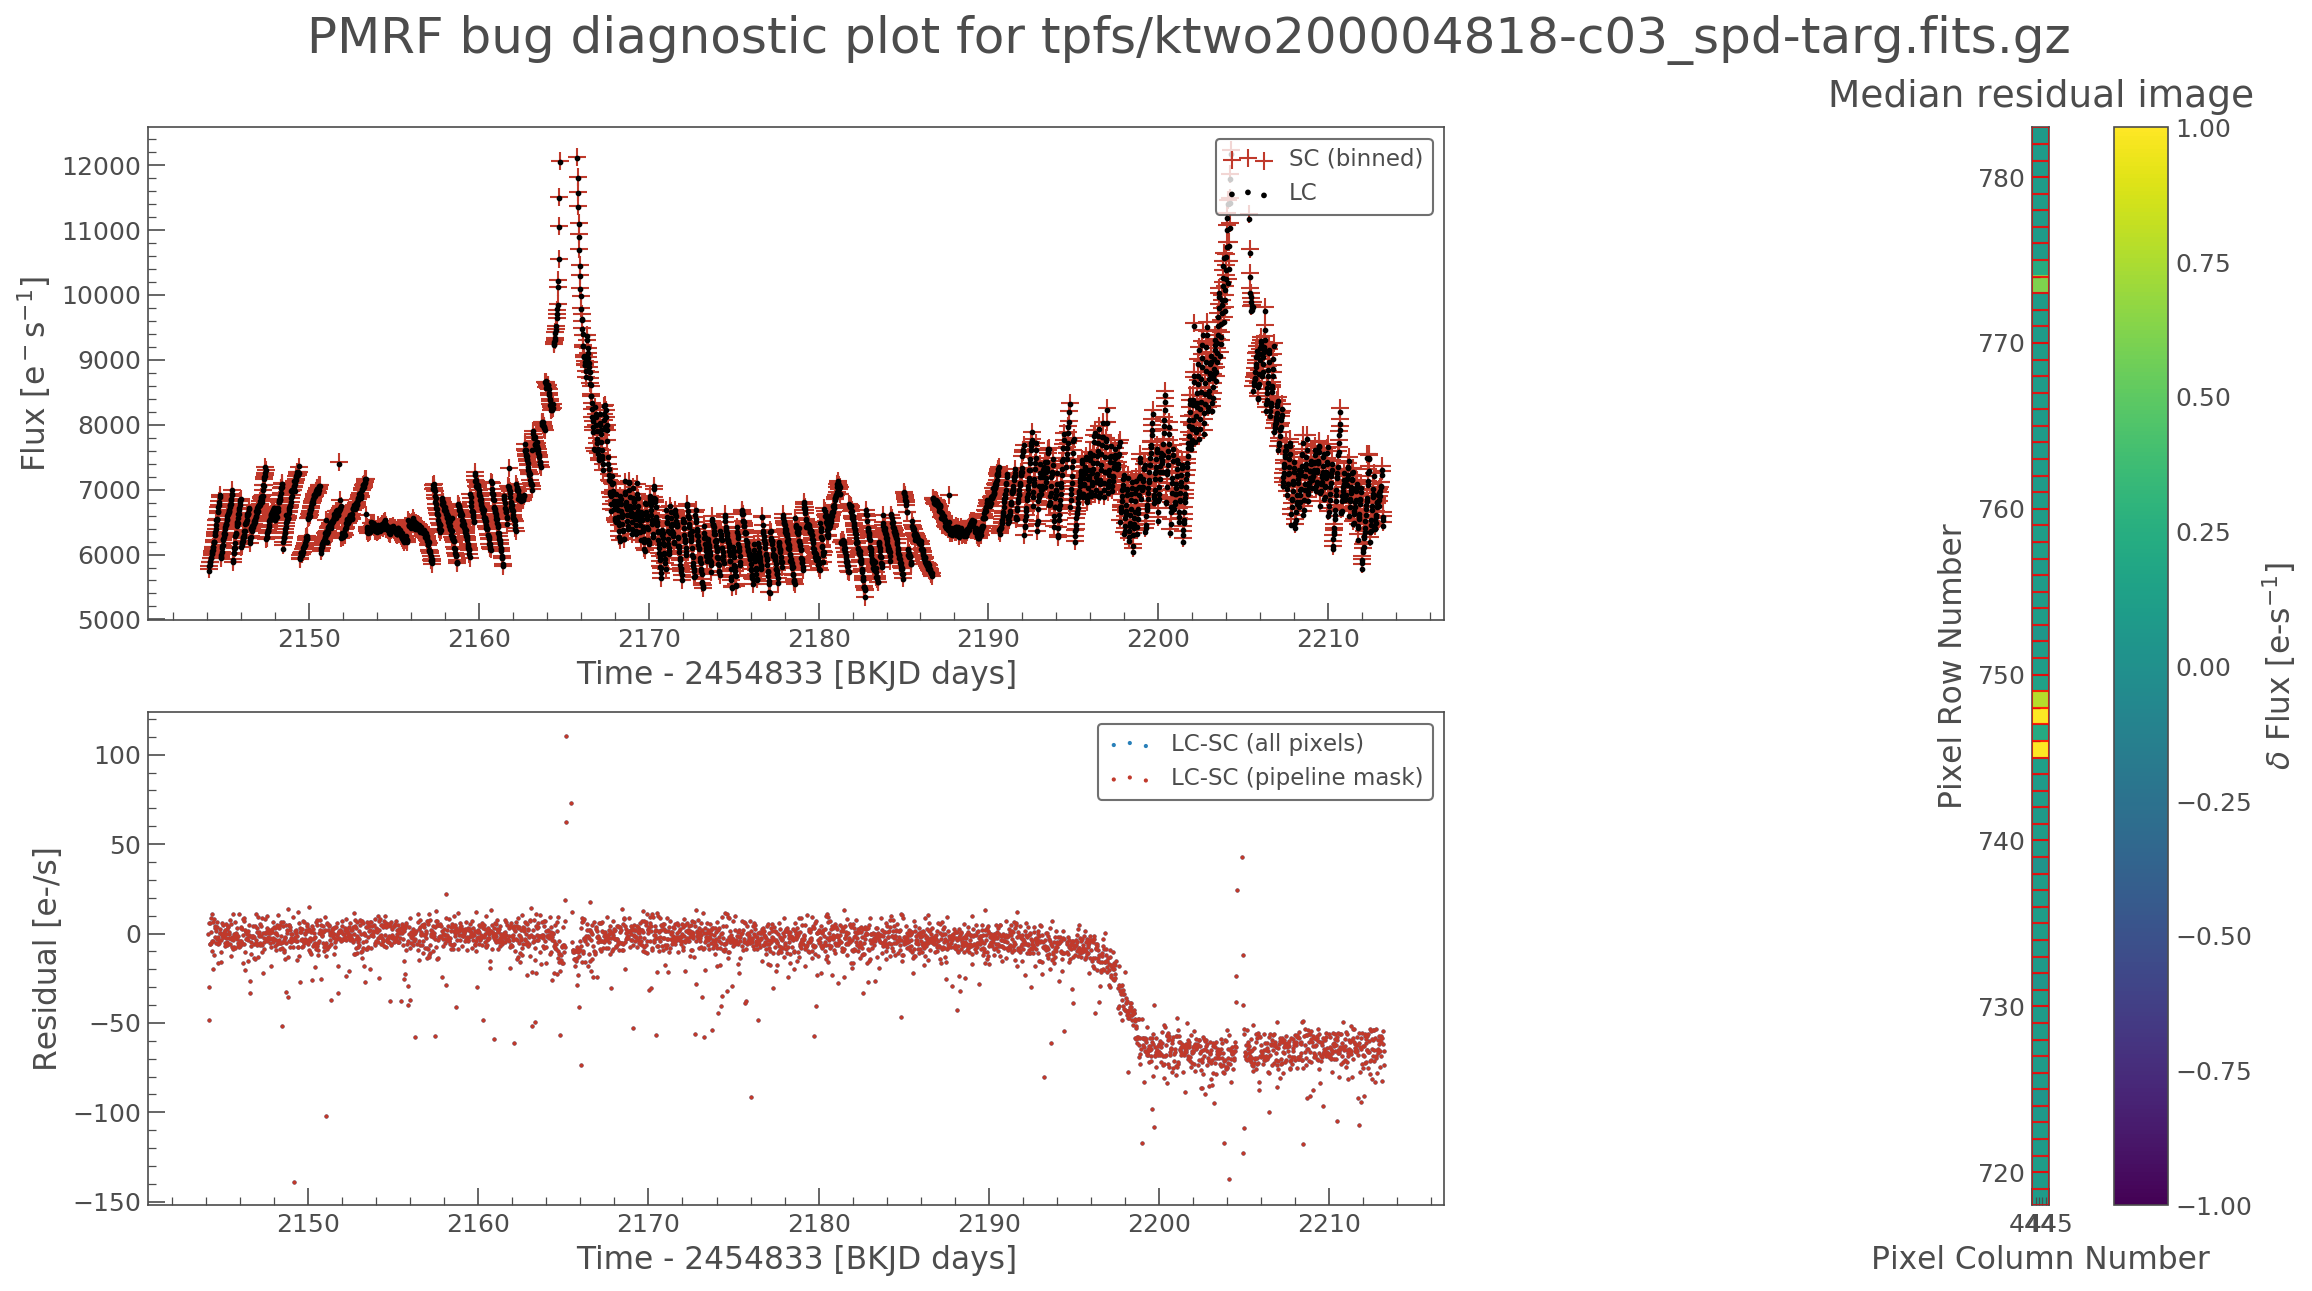 PMRF bug diagnostic plot for tpfs/ktwo200004818-c03_spd-targ.fits.gz
Flux [e⁻ s⁻¹]
12000
11000
10000
9000
8000
7000
6000
5000
SC (binned)
LC
2150 2160 2170 2180 2190 2200 2210
Time - 2454833 [BKJD days]
Residual [e-/s]
100
50
0
−50
−100
−150
LC-SC (all pixels)
LC-SC (pipeline mask)
2150 2160 2170 2180 2190 2200 2210
Time - 2454833 [BKJD days]
Median residual image
Pixel Row Number
780
770
760
750
740
730
720
Pixel Column Number
1.00
0.75
0.50
0.25
0.00
−0.25
−0.50
−0.75
−1.00
δ Flux [e-s⁻¹]